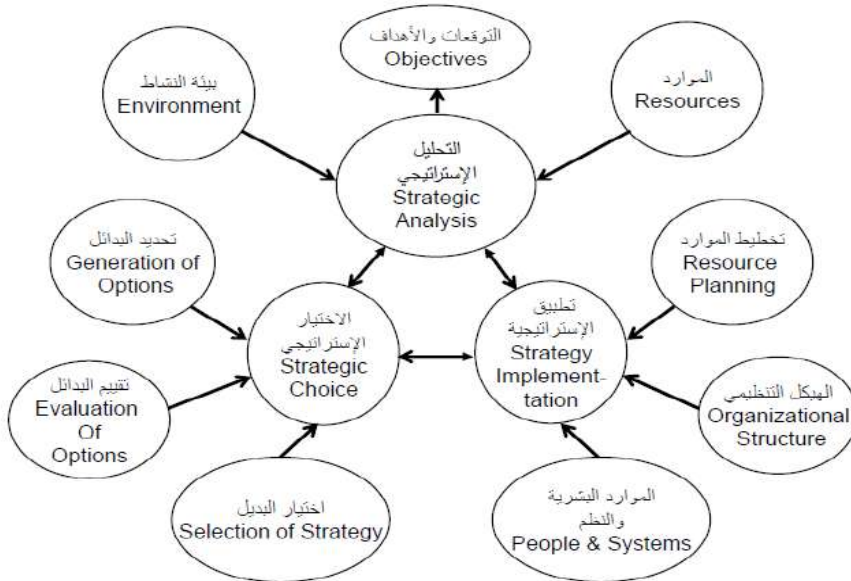 التوقعات والأهداف
Objectives
بيئة النشاط
Environment
الموارد
Resources
التحليل
الإستراتيجي
Strategic
Analysis
تحديد البدائل
Generation of
Options
تخطيط الموارد
Resource
Planning
الاختيار
الإستراتيجي
Strategic
Choice
تطبيق
الإستراتيجية
Strategy
Implemen-
tation
تقييم البدائل
Evaluation
Of
Options
الهيكل التنظيمي
Organizational
Structure
اختيار البديل
Selection of Strategy
الموارد البشرية
والنظم
People & Systems